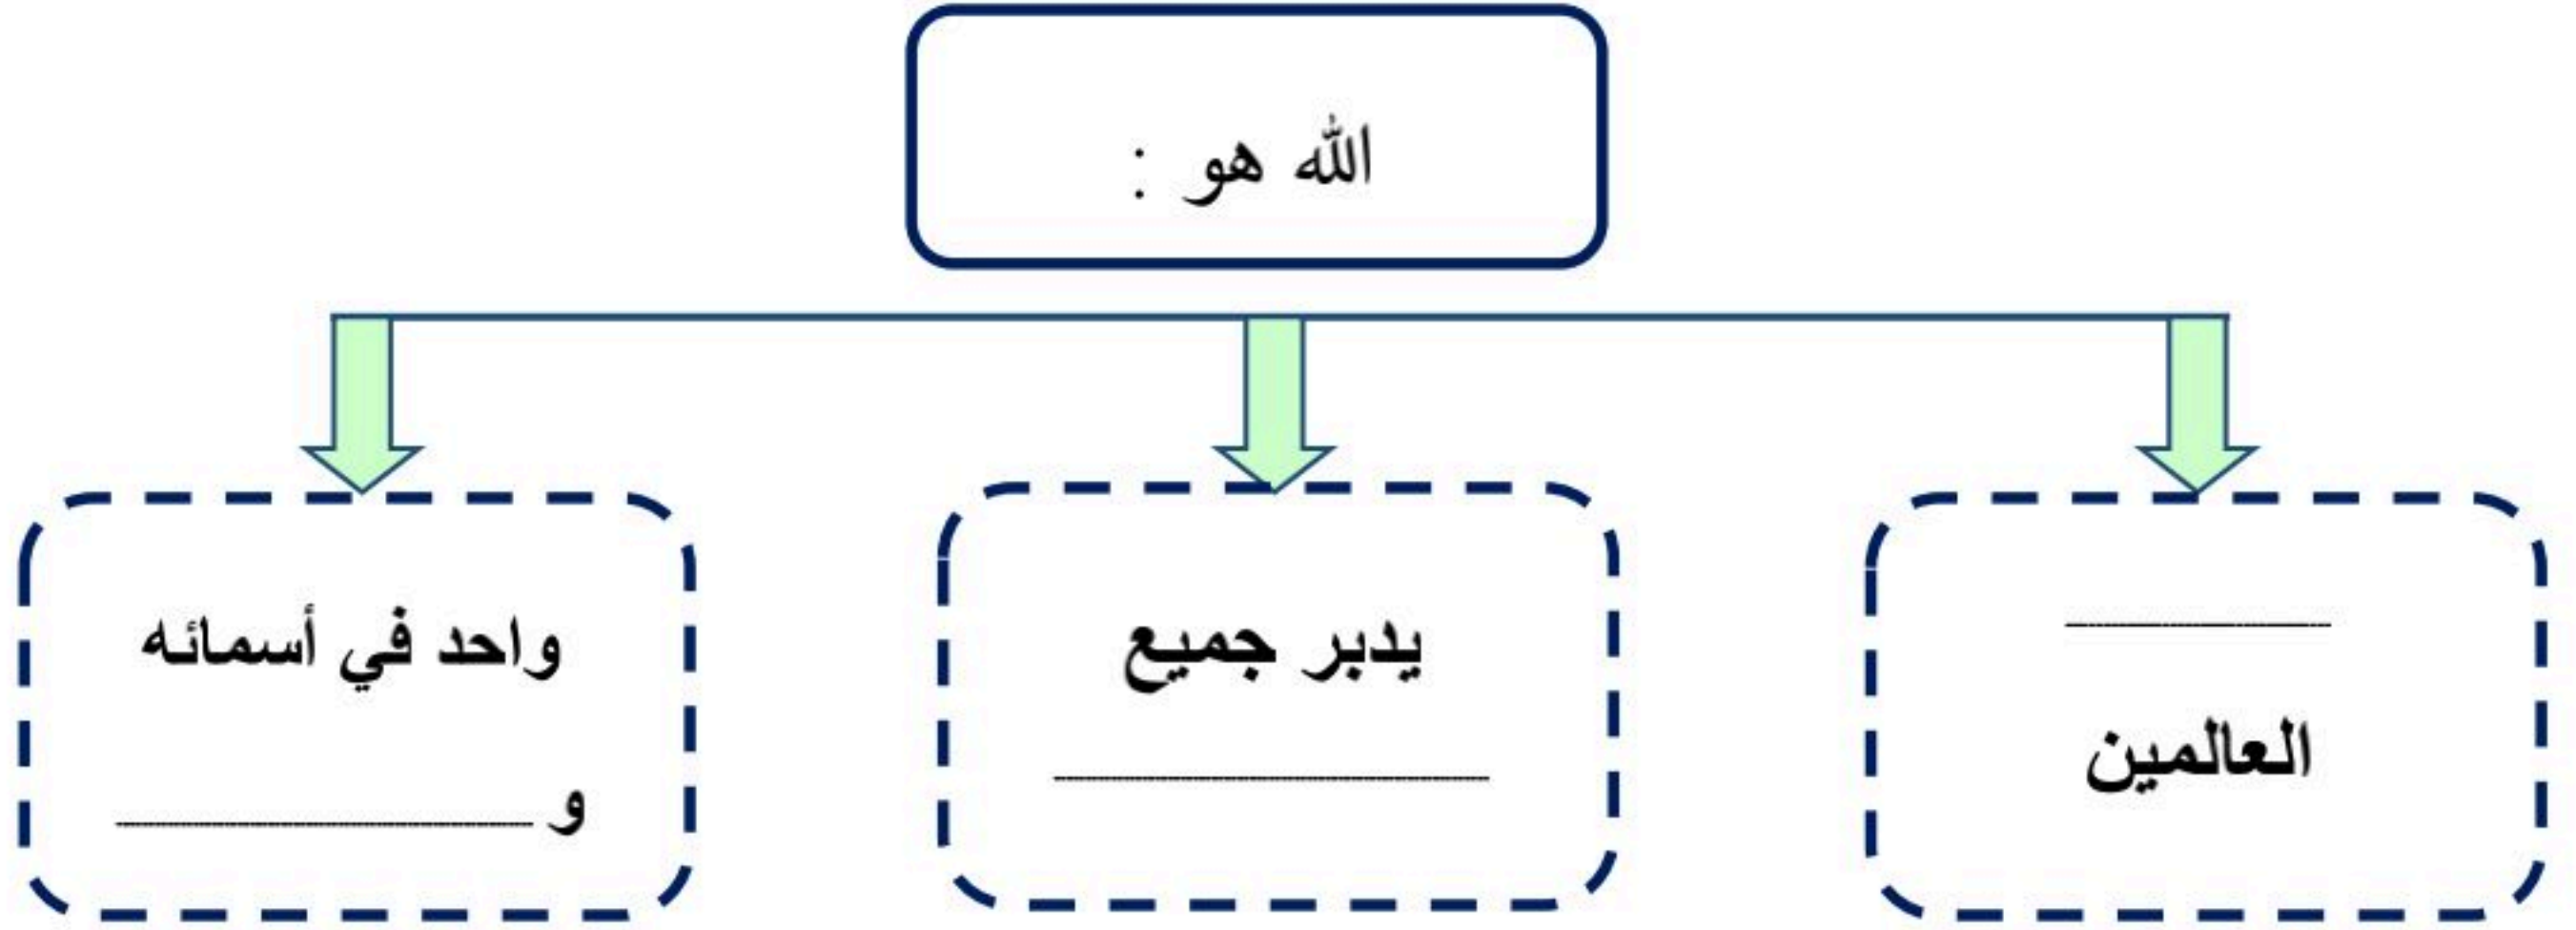 الله هو :
العالمين
يدبر جميع
واحد في أسمائه
و